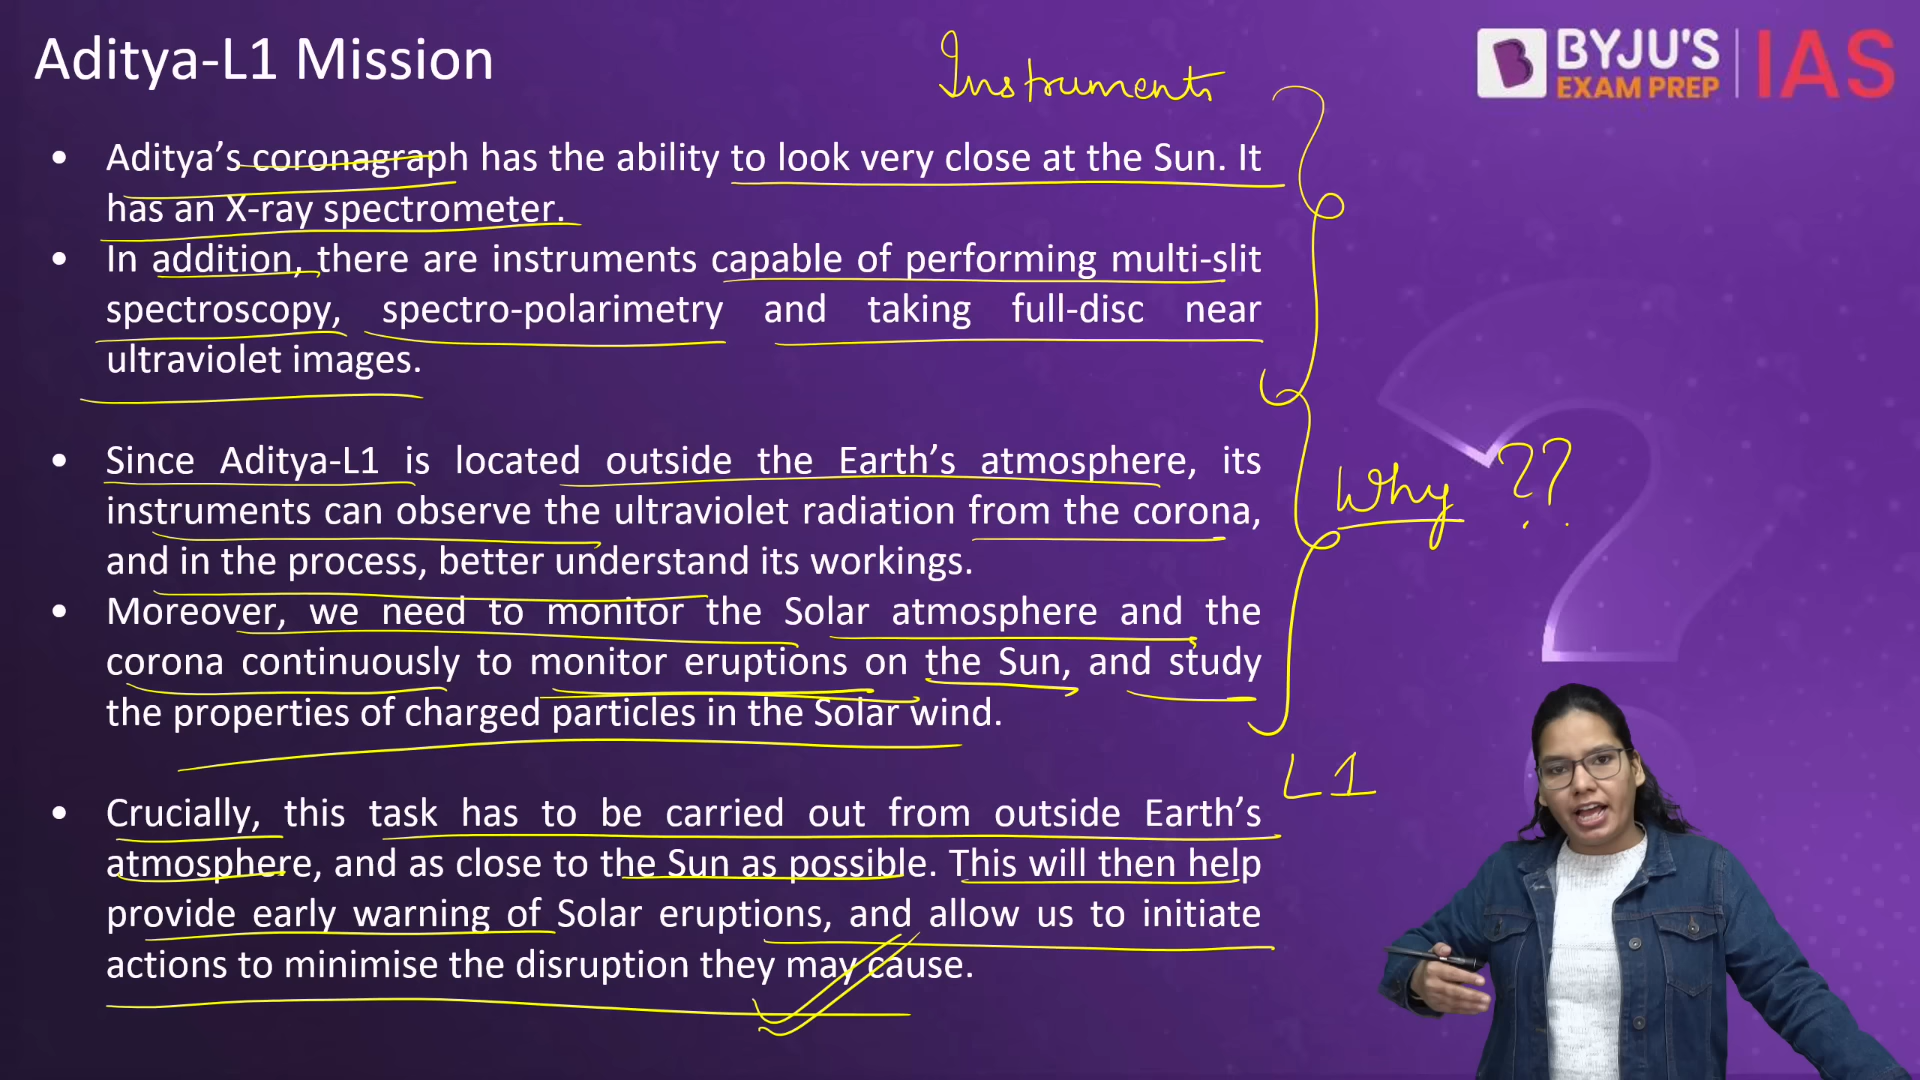 Aditya-L1 Mission
Instruments
BYJU'S
EXAM PREP
IAS
• Aditya’s coronagraph has the ability to look very close at the Sun. It
has an X-ray spectrometer.
• In addition, there are instruments capable of performing multi-slit
spectroscopy, spectro-polarimetry and taking full-disc near
ultraviolet images.
• Since Aditya-L1 is located outside the Earth’s atmosphere, its
instruments can observe the ultraviolet radiation from the corona,
and in the process, better understand its workings.
Why ??
• Moreover, we need to monitor the Solar atmosphere and the
corona continuously to monitor eruptions on the Sun, and study
the properties of charged particles in the Solar wind.
L1
• Crucially, this task has to be carried out from outside Earth’s
atmosphere, and as close to the Sun as possible. This will then help
provide early warning of Solar eruptions, and allow us to initiate
actions to minimise the disruption they may cause.